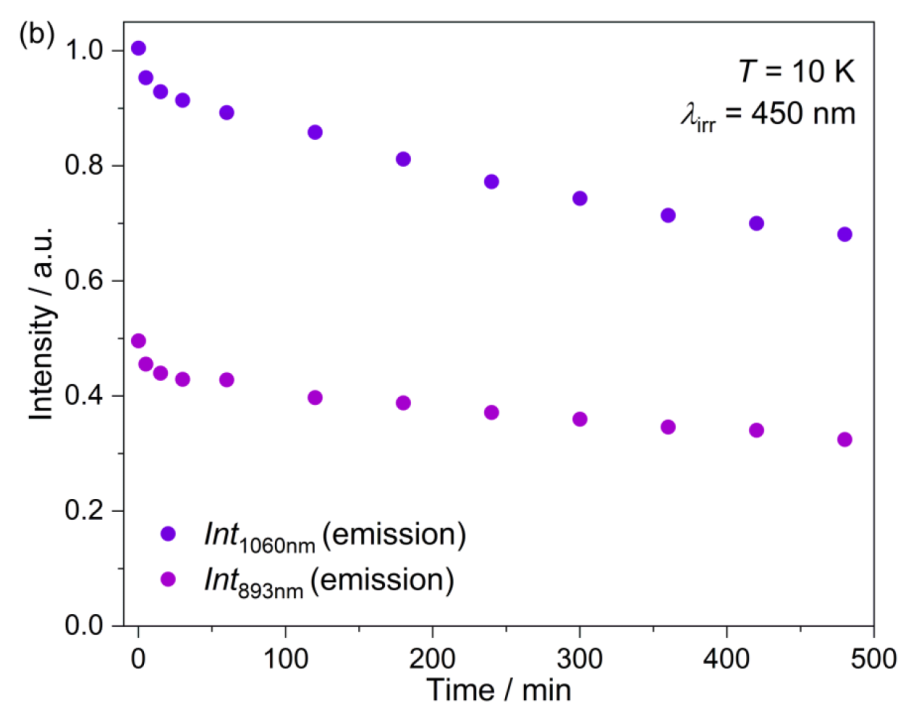 (b)
T = 10 K
λirr = 450 nm
1.0
0.8
0.6
0.4
0.2
0.0
Intensity / a.u.
Int1060nm (emission)
Int893nm (emission)
0 100 200 300 400 500
Time / min